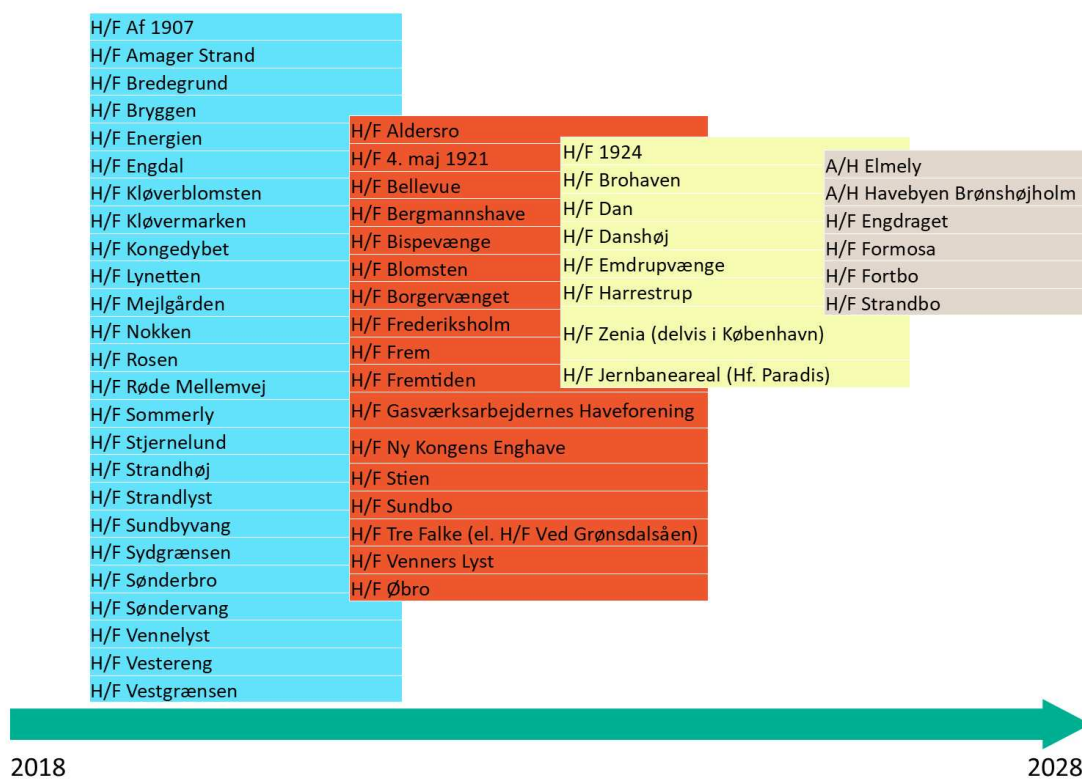 H/F Af 1907
H/F Amager Strand
H/F Bredegrund
H/F Bryggen
H/F Energien
H/F Engdal
H/F Kløverblomsten
H/F Kløvermarken
H/F Kongedybet
H/F Lynetten
H/F Mejlgården
H/F Nokken
H/F Rosen
H/F Røde Mellemvej
H/F Sommerly
H/F Stjernelund
H/F Strandhøj
H/F Strandlyst
H/F Sundbyvang
H/F Sydgrænsen
H/F Sønderbro
H/F Søndervang
H/F Vennelyst
H/F Vestereng
H/F Vestgrænsen
H/F Aldersro
H/F 4. maj 1921
H/F Bellevue
H/F Bergmannshave
H/F Bispevænge
H/F Blomsten
H/F Borgervænget
H/F Frederiksholm
H/F Frem
H/F Fremtiden
H/F Gasværksarbejdernes Haveforening
H/F Ny Kongens Enghave
H/F Stien
H/F Sundbo
H/F Tre Falke (el. H/F Ved Grønsdalsåen)
H/F Venners Lyst
H/F Øbro
H/F 1924
H/F Brohaven
H/F Dan
H/F Danshøj
H/F Emdrupvænge
H/F Harrestrup
H/F Zenia (delvis i København)
H/F Jernbaneareal (Hf. Paradis)
A/H Elmely
A/H Havebyen Brønshøjholm
H/F Engdraget
H/F Formosa
H/F Fortbo
H/F Strandbo
2018
2028